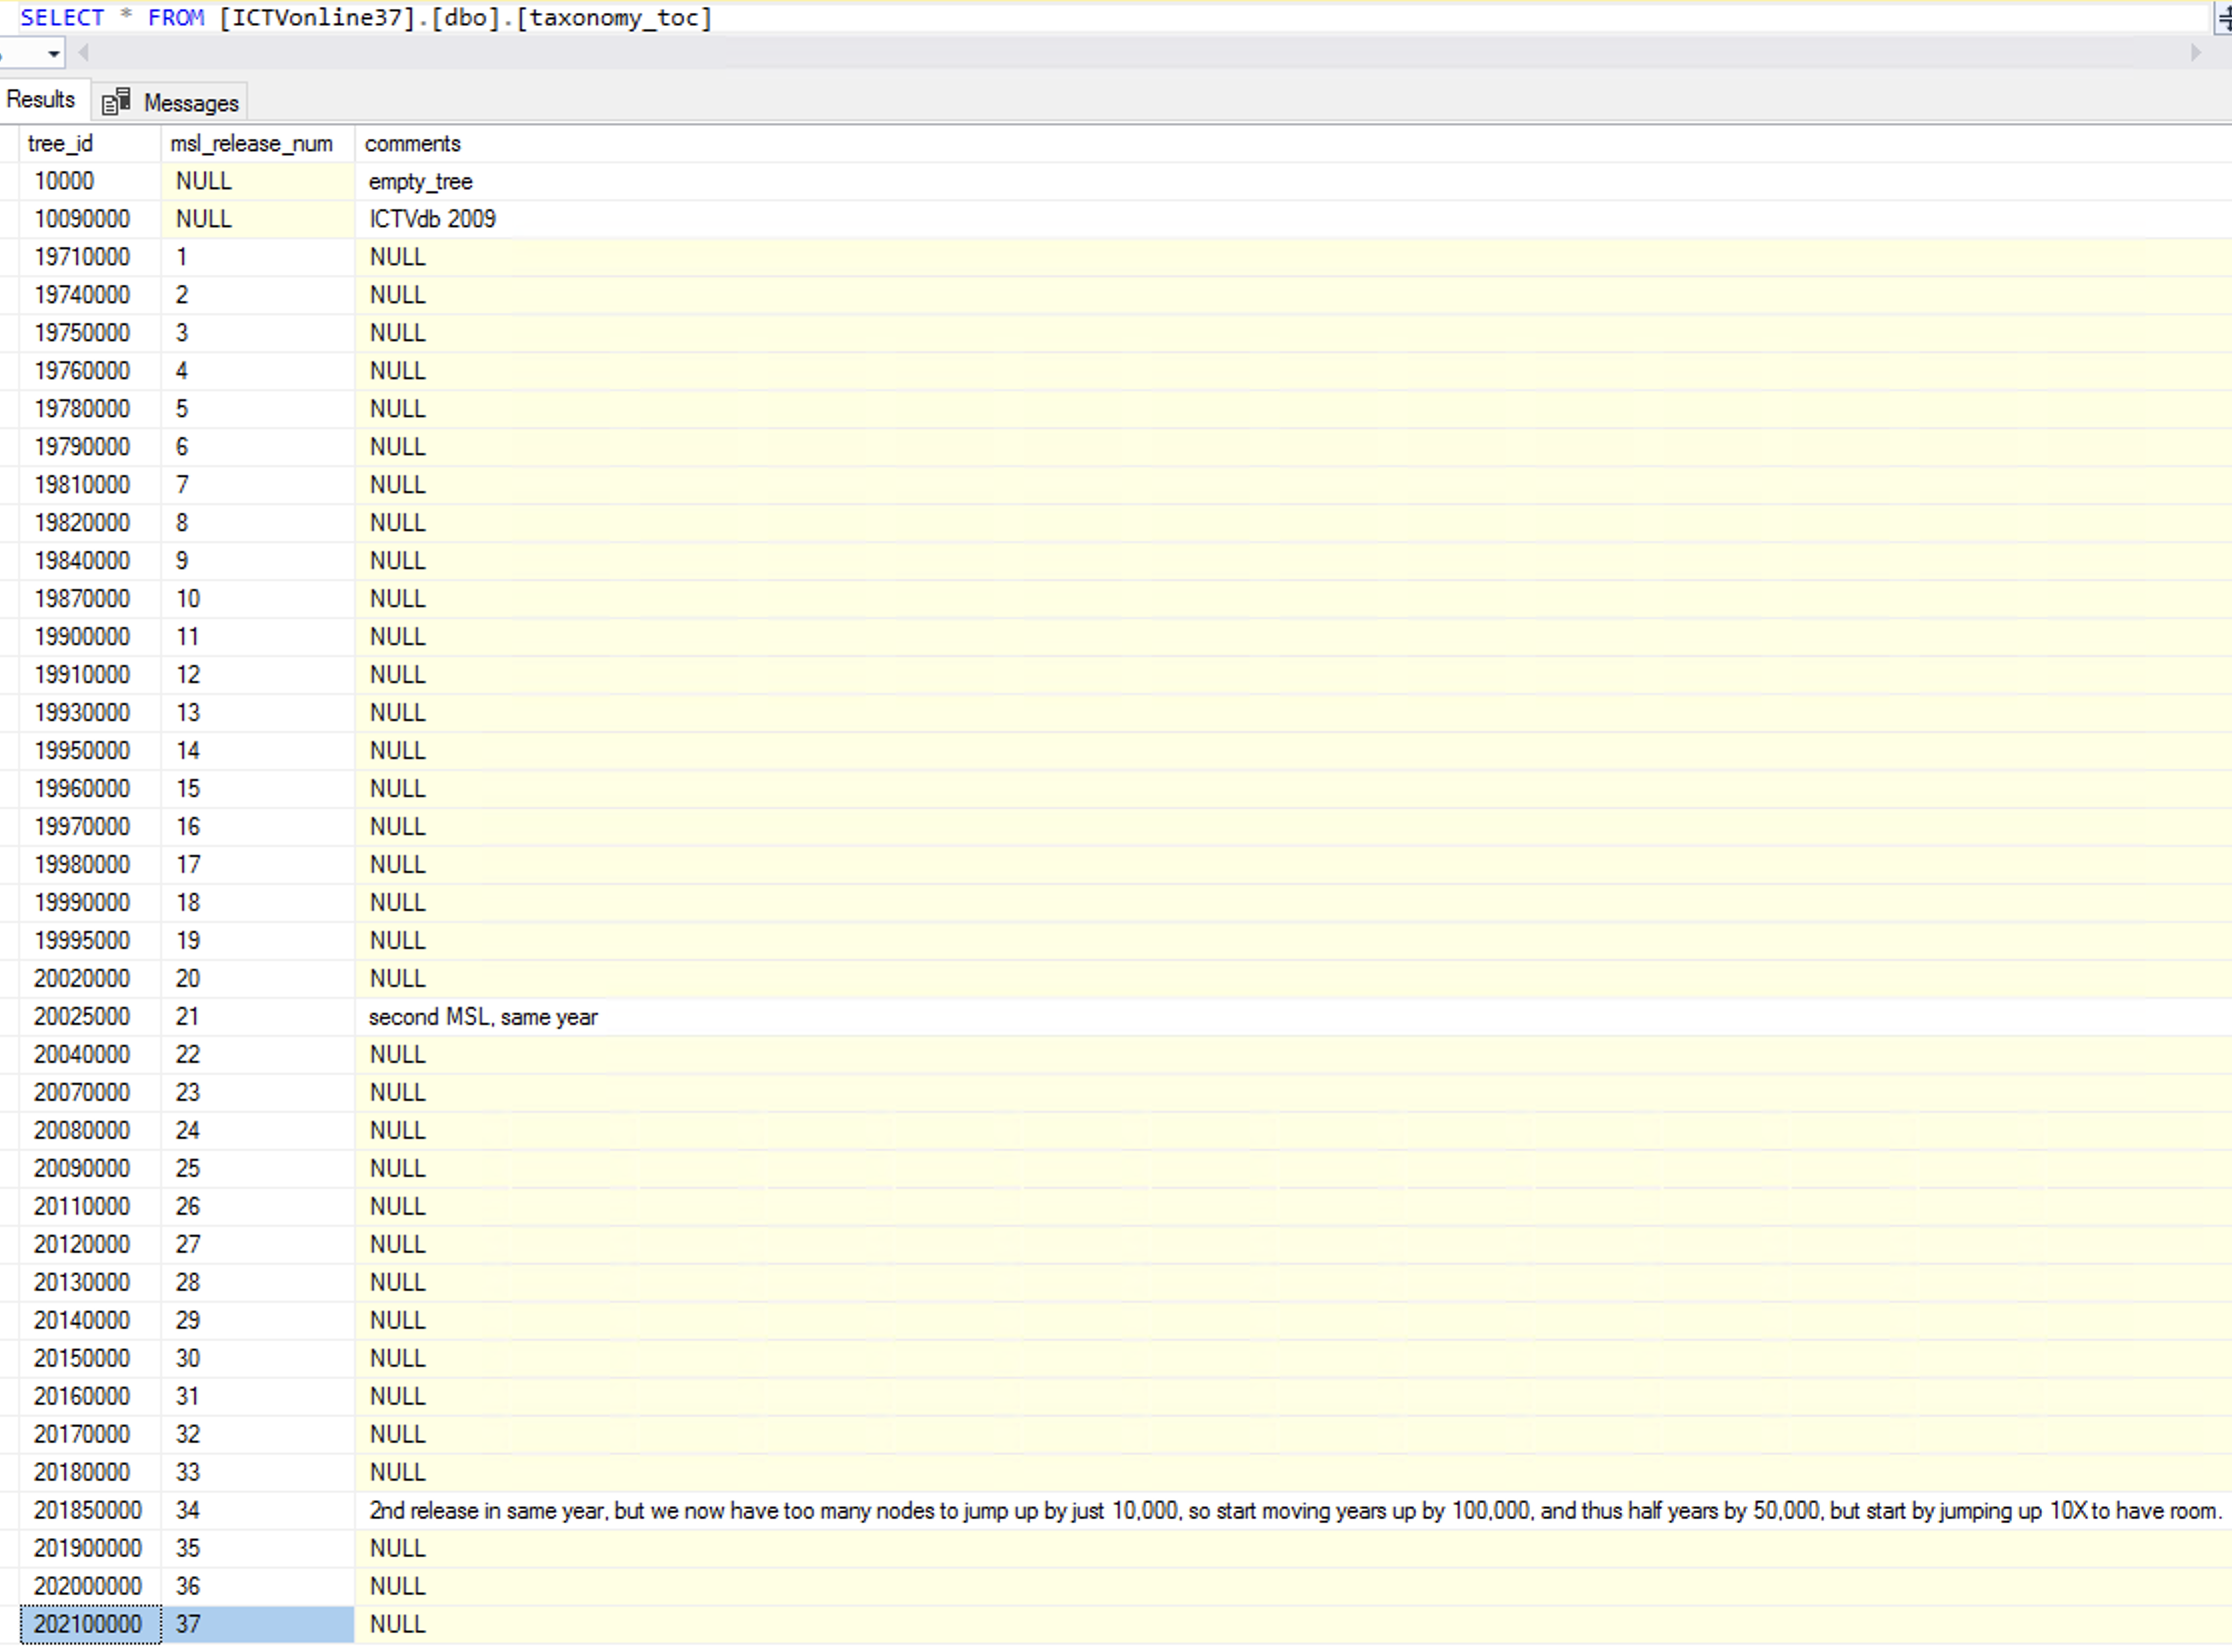 SELECT * FROM [ICTVonline37].[dbo].[taxonomy_toc]
Results Messages
tree_id msl_release_num comments
10000 NULL empty_tree
10090000 NULL ICTVdb 2009
19710000 1 NULL
19740000 2 NULL
19750000 3 NULL
19760000 4 NULL
19780000 5 NULL
19790000 6 NULL
19810000 7 NULL
19820000 8 NULL
19840000 9 NULL
19870000 10 NULL
19900000 11 NULL
19910000 12 NULL
19930000 13 NULL
19950000 14 NULL
19960000 15 NULL
19970000 16 NULL
19980000 17 NULL
19990000 18 NULL
19995000 19 NULL
20020000 20 NULL
20025000 21 second MSL, same year
20040000 22 NULL
20070000 23 NULL
20080000 24 NULL
20090000 25 NULL
20110000 26 NULL
20120000 27 NULL
20130000 28 NULL
20140000 29 NULL
20150000 30 NULL
20160000 31 NULL
20170000 32 NULL
20180000 33 NULL
201850000 34 2nd release in same year, but we now have too many nodes to jump up by just 10,000, so start moving years up by 100,000, and thus half years by 50,000, but start by jumping up 10X to have room.
201900000 35 NULL
202000000 36 NULL
202100000 37 NULL